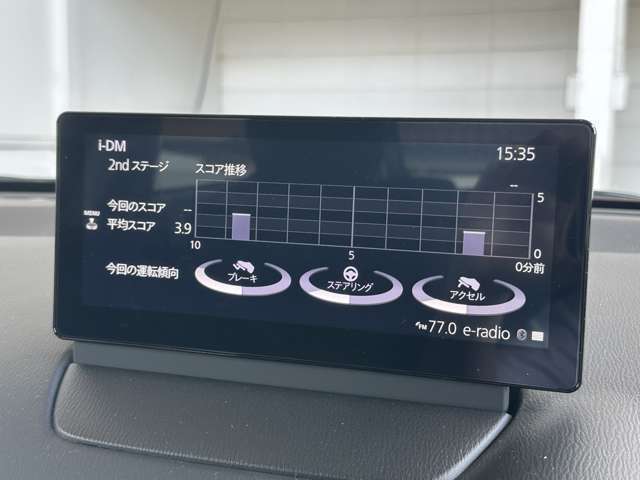 i-DM
15:35
2nd ステージ
スコア推移
--
5
今回のスコア --
MENU
平均スコア 3.9
0
10
5
0分前
今回の運転傾向
ブレーキ
ステアリング
アクセル
FM 77.0 e-radio